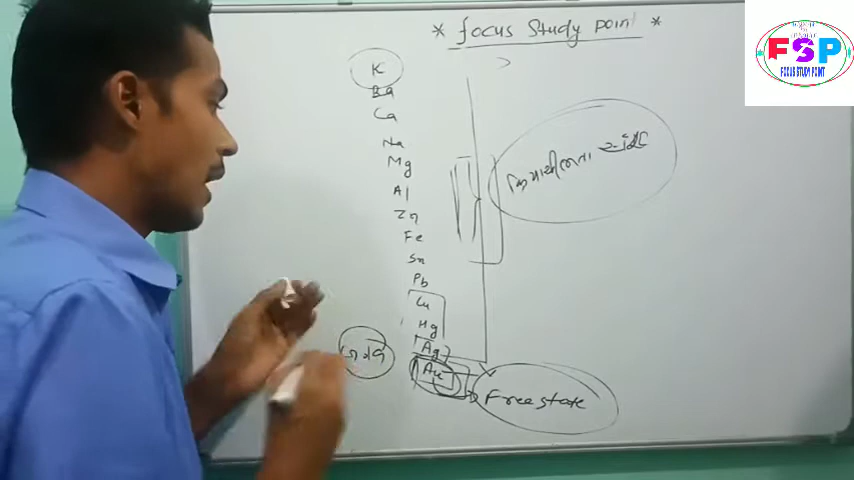 * focus Study point *
K
Ba
Ca
Na
Mg
Al
Zn
Fe
Sn
Pb
Cu
Hg
Ag
Au
Free state
FSP
FOCUS STUDY POINT